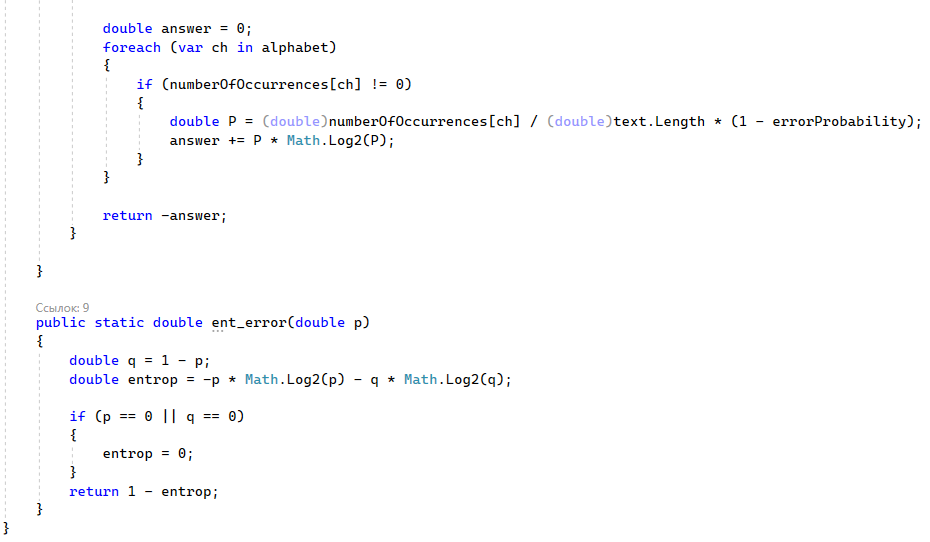 double answer = 0;
foreach (var ch in alphabet)
{
if (numberOfOccurrences[ch] != 0)
{
double P = (double)numberOfOccurrences[ch] / (double)text.Length * (1 - errorProbability);
answer += P * Math.Log2(P);
}
}
return -answer;
}
}
Ссылок: 9
public static double ent_error(double p)
{
double q = 1 - p;
double entrop = -p * Math.Log2(p) - q * Math.Log2(q);
if (p == 0 || q == 0)
{
entrop = 0;
}
return 1 - entrop;
}
}